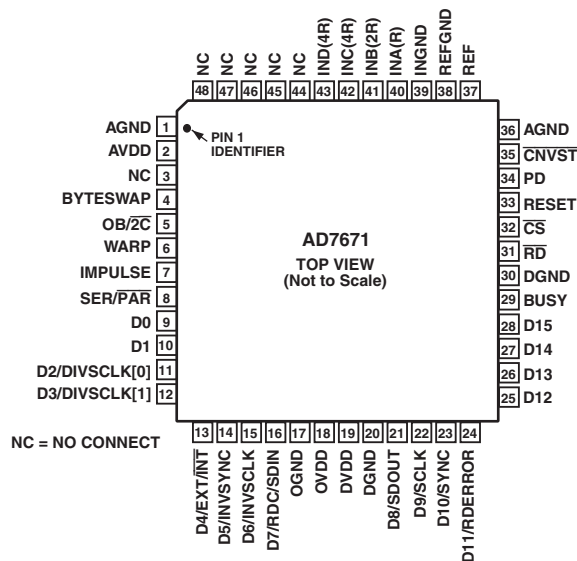 IND(4R)
INC(4R)
INB(2R)
INA(R)
INGND
REFGND
REF
NC
NC
NC
NC
NC
48 47 46 45 44 43 42 41 40 39 38 37
AGND 1
AVDD 2
NC 3
BYTESWAP 4
OB/2C 5
WARP 6
IMPULSE 7
SER/PAR 8
D0 9
D1 10
D2/DIVSCLK[0] 11
D3/DIVSCLK[1] 12
PIN 1
IDENTIFIER
AD7671
TOP VIEW
(Not to Scale)
36 AGND
35 CNVST
34 PD
33 RESET
32 CS
31 RD
30 DGND
29 BUSY
28 D15
27 D14
26 D13
25 D12
NC = NO CONNECT
13 14 15 16 17 18 19 20 21 22 23 24
D4/EXT/INT
D5/INVSYNC
D6/INVSCLK
D7/RDC/SDIN
OGND
OVDD
DVDD
DGND
D8/SDOUT
D9/SCLK
D10/SYNC
D11/RDERROR